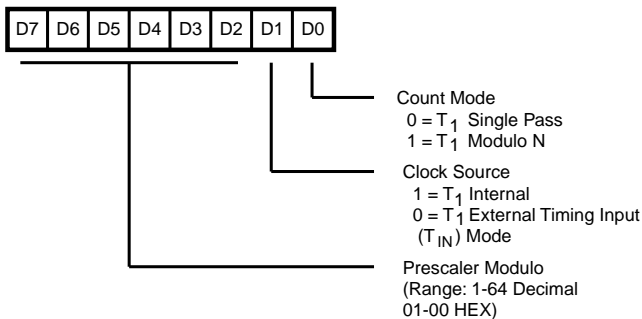 D7 D6 D5 D4 D3 D2 D1 D0
Count Mode
0 = T1 Single Pass
1 = T1 Modulo N
Clock Source
1 = T1 Internal
0 = T1 External Timing Input
(TIN) Mode
Prescaler Modulo
(Range: 1-64 Decimal
01-00 HEX)